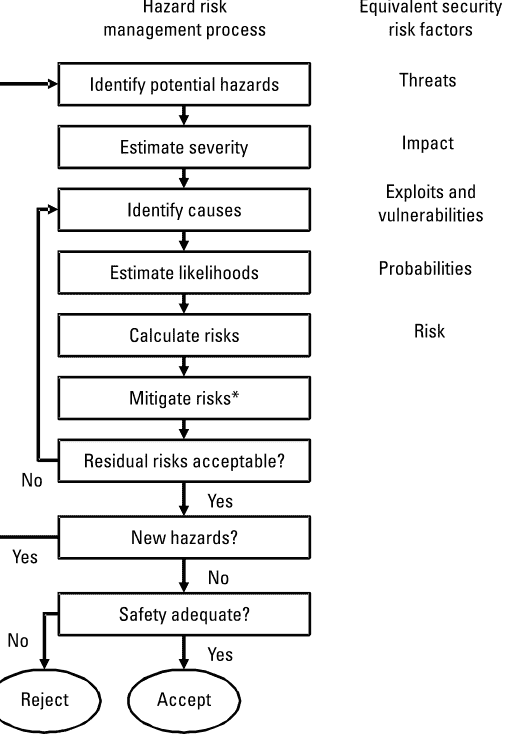 Hazard risk
management process
Equivalent security
risk factors
Identify potential hazards
Threats
Estimate severity
Impact
Identify causes
Exploits and
vulnerabilities
Estimate likelihoods
Probabilities
Calculate risks
Risk
Mitigate risks*
Residual risks acceptable?
No
Yes
New hazards?
Yes
No
Safety adequate?
No
Yes
Reject
Accept